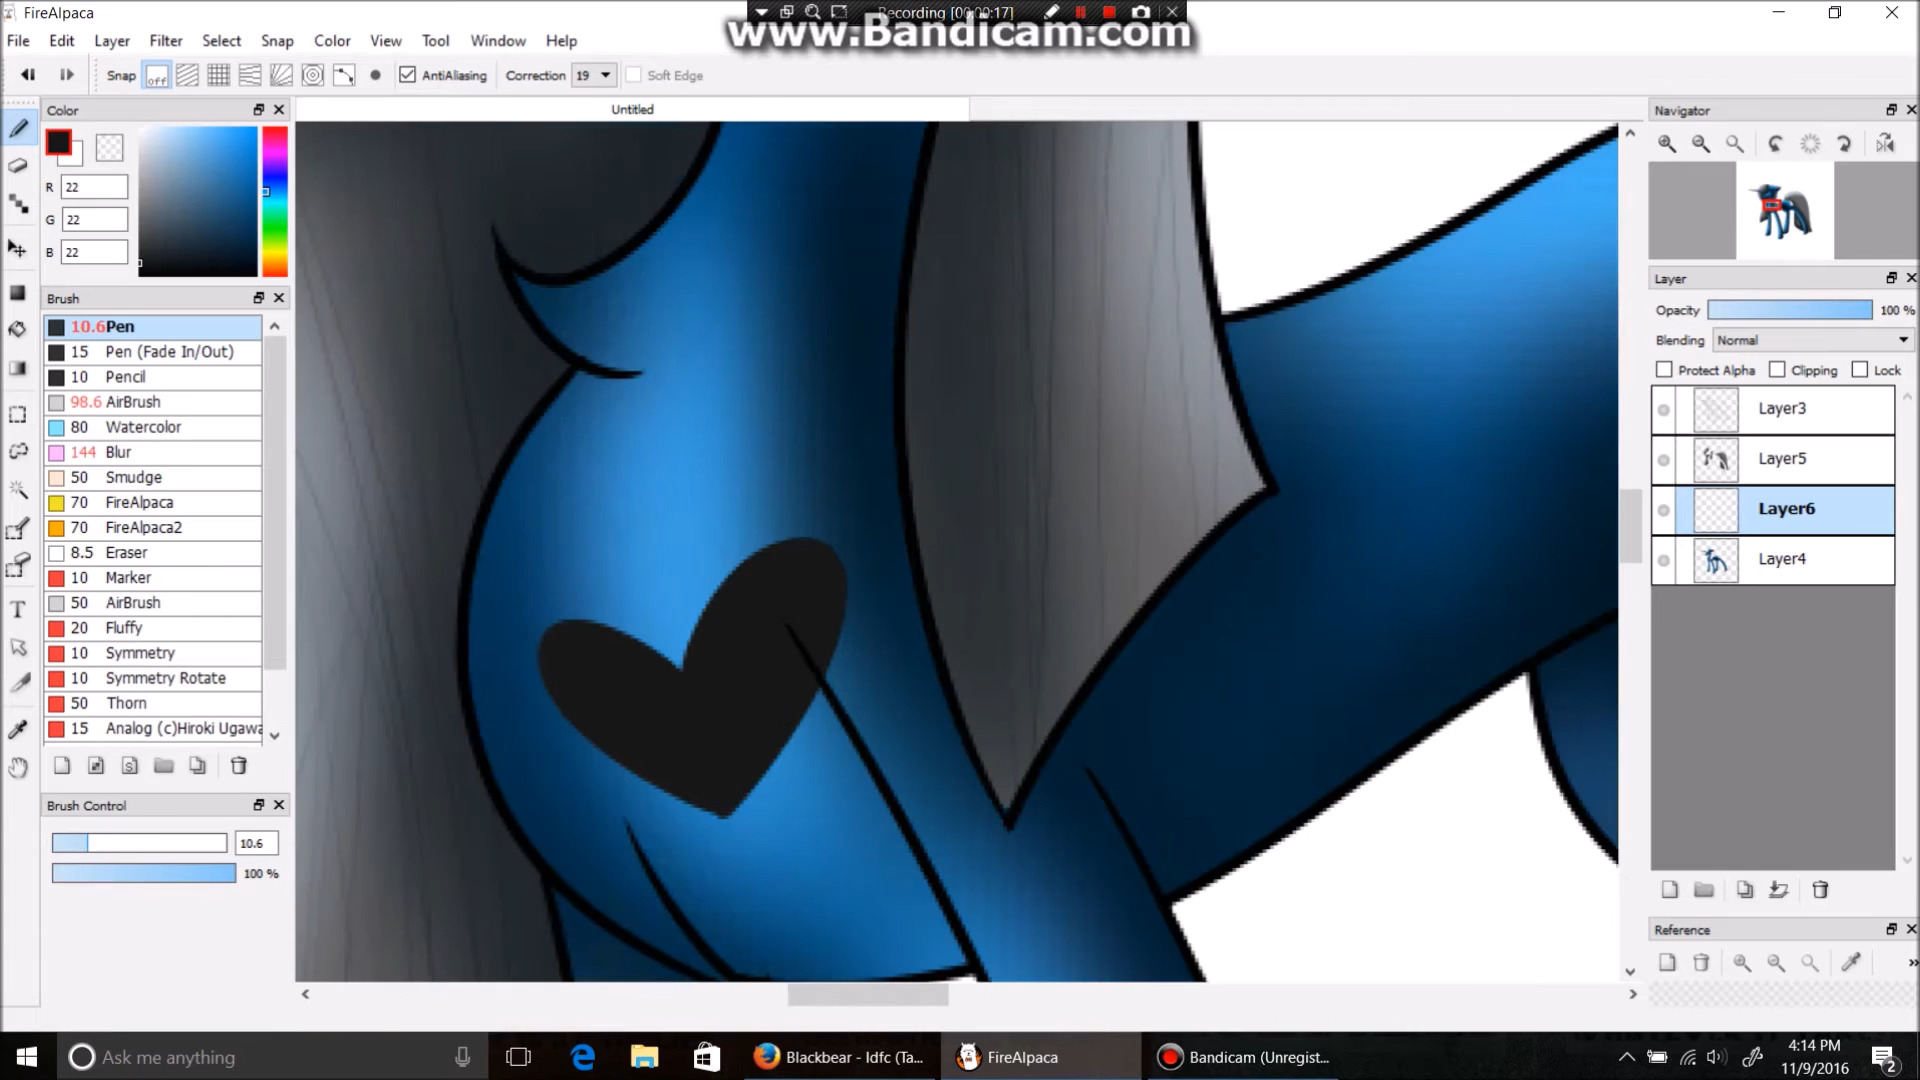 FireAlpaca
Recording [00:00:17]
www.Bandicam.com
File Edit Layer Filter Select Snap Color View Tool Window Help
Snap off AntiAliasing Correction 19 Soft Edge
Color
Untitled
Navigator
R 22
G 22
B 22
Layer
Opacity 100 %
Blending Normal
Protect Alpha Clipping Lock
Layer3
Layer5
Layer6
Layer4
Reference
Brush
10.6 Pen
15 Pen (Fade In/Out)
10 Pencil
98.6 AirBrush
80 Watercolor
144 Blur
50 Smudge
70 FireAlpaca
70 FireAlpaca2
8.5 Eraser
10 Marker
50 AirBrush
20 Fluffy
10 Symmetry
10 Symmetry Rotate
50 Thorn
15 Analog (c)Hiroki Ugawa
Brush Control
10.6
100 %
Ask me anything
Blackbear - Idfc (Ta...
FireAlpaca
Bandicam (Unregist...
4:14 PM
11/9/2016
2